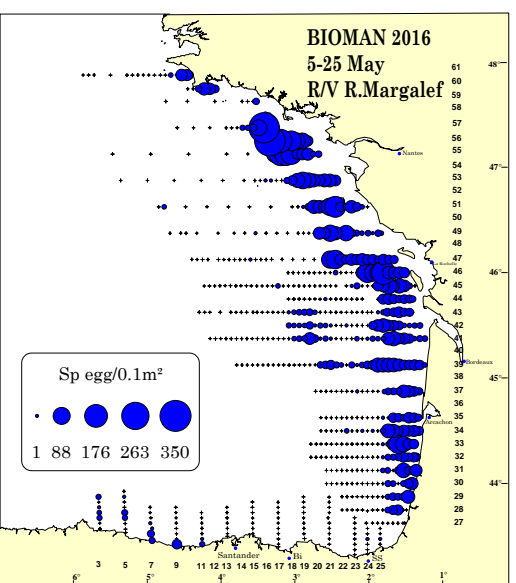 BIOMAN 2016
5-25 May
R/V R.Margalef
61
48°
60
59
58
57
56
55
Nantes
54
47°
53
52
51
50
49
48
47
La Rochelle
46
46°
45
44
43
42
41
40
39
Bordeaux
Sp egg/0.1m²
45°
37
36
35
Arcachon
34
33
1 88 176 263 350
32
31
30
44°
29
28
27
Santander
Bi
SS
3 5 7 9 11 12 13 14 15 16 17 18 19 20 21 22 23 24 25
6° 5° 4° 3° 2° 1°